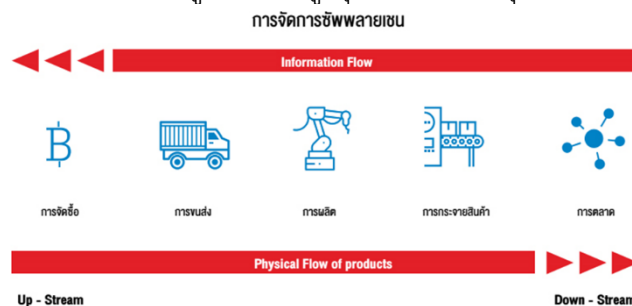 การจัดการซัพพลายเชน
Information Flow
การจัดซื้อ
การขนส่ง
การผลิต
การกระจายสินค้า
การตลาด
Physical Flow of products
Up - Stream
Down - Stream